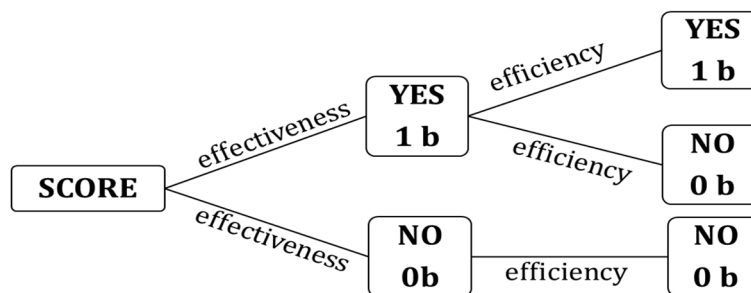 SCORE
effectiveness
effectiveness
YES
1 b
NO
0b
efficiency
efficiency
efficiency
YES
1 b
NO
0 b
NO
0 b